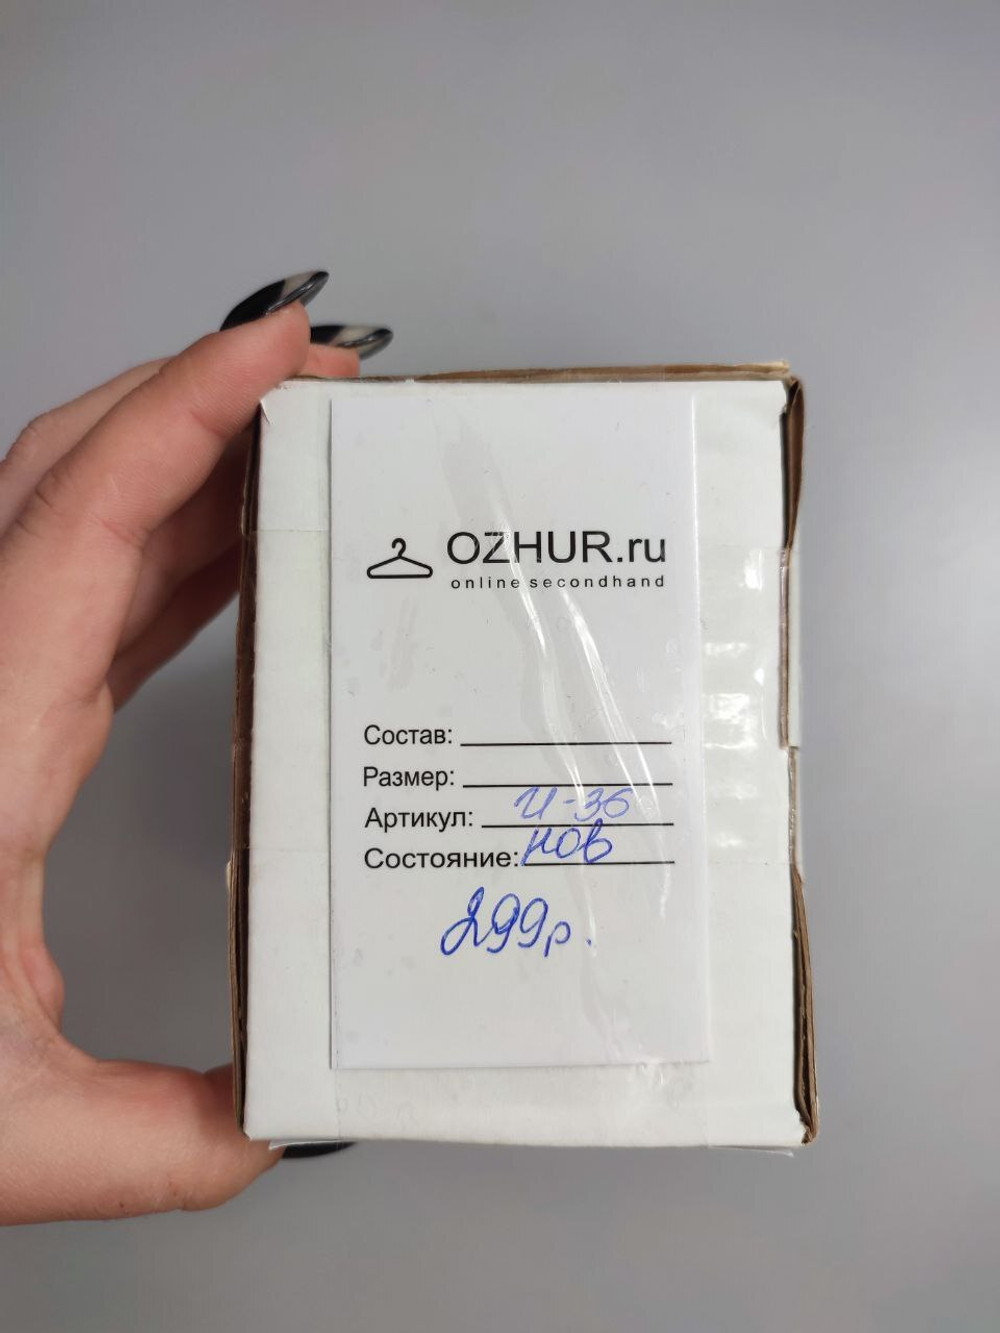 OZHUR.ru
online secondhand
Состав:
Размер:
Артикул: И-36
Состояние: нов
299р.